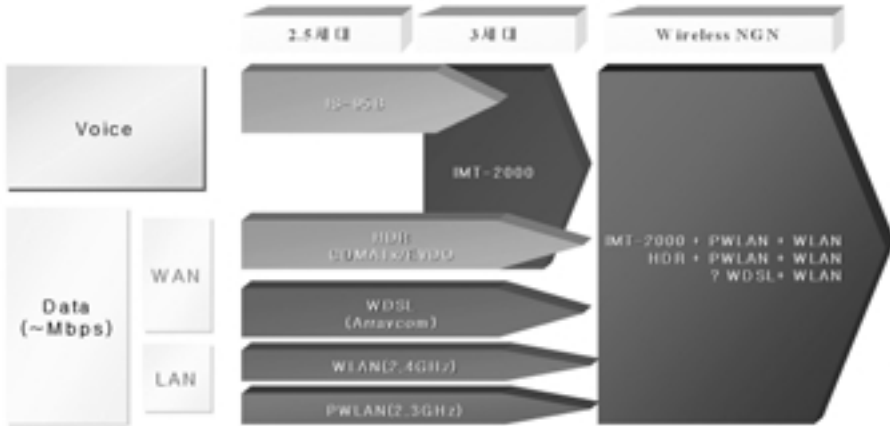 2.5세대
3세대
Wireless NGN
Voice
IS-95B
IMT-2000
Data
(~Mbps)
WAN
LAN
HDR
CDMA1x/EVDO
WDSL
(Arraycom)
WLAN(2.4GHz)
PWLAN(2.3GHz)
IMT-2000 + PWLAN + WLAN
HDR + PWLAN + WLAN
? WDSL+ WLAN